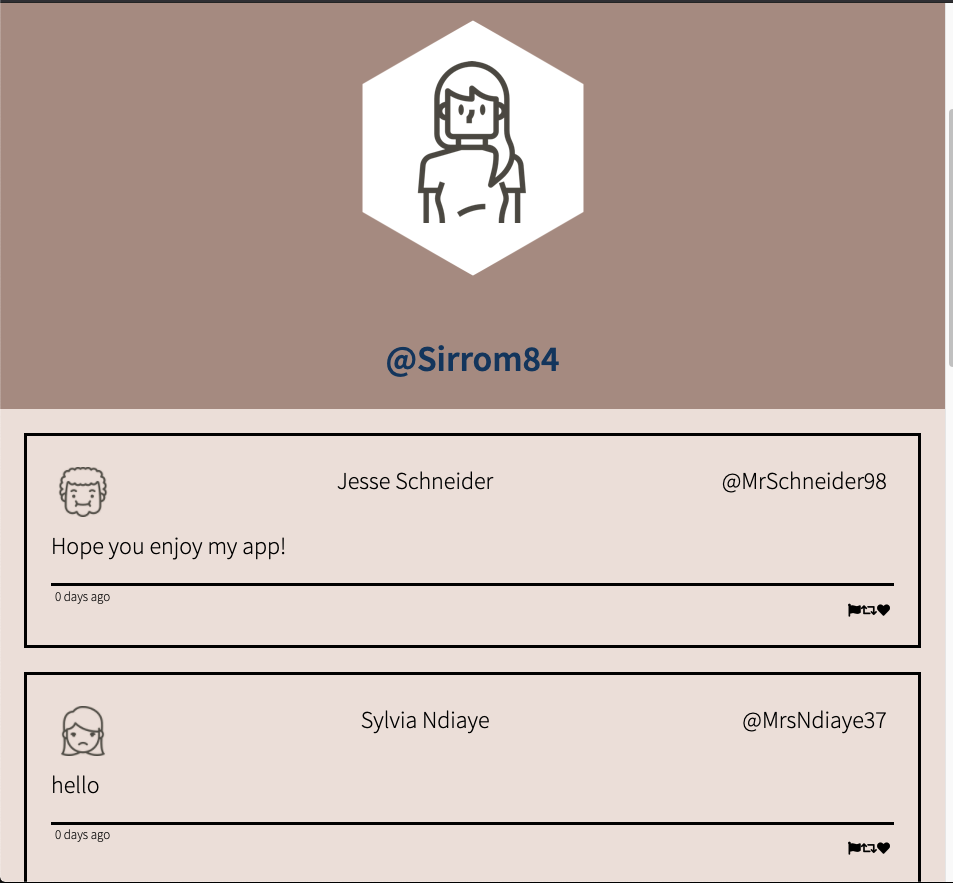 @Sirrom84
Jesse Schneider @MrSchneider98
Hope you enjoy my app!
0 days ago
Sylvia Ndiaye @MrsNdiaye37
hello
0 days ago